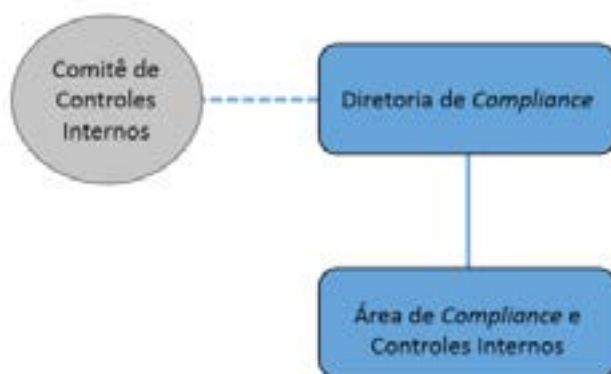 Comitê de
Controles
Internos
Diretoria de Compliance
Área de Compliance e
Controles Internos